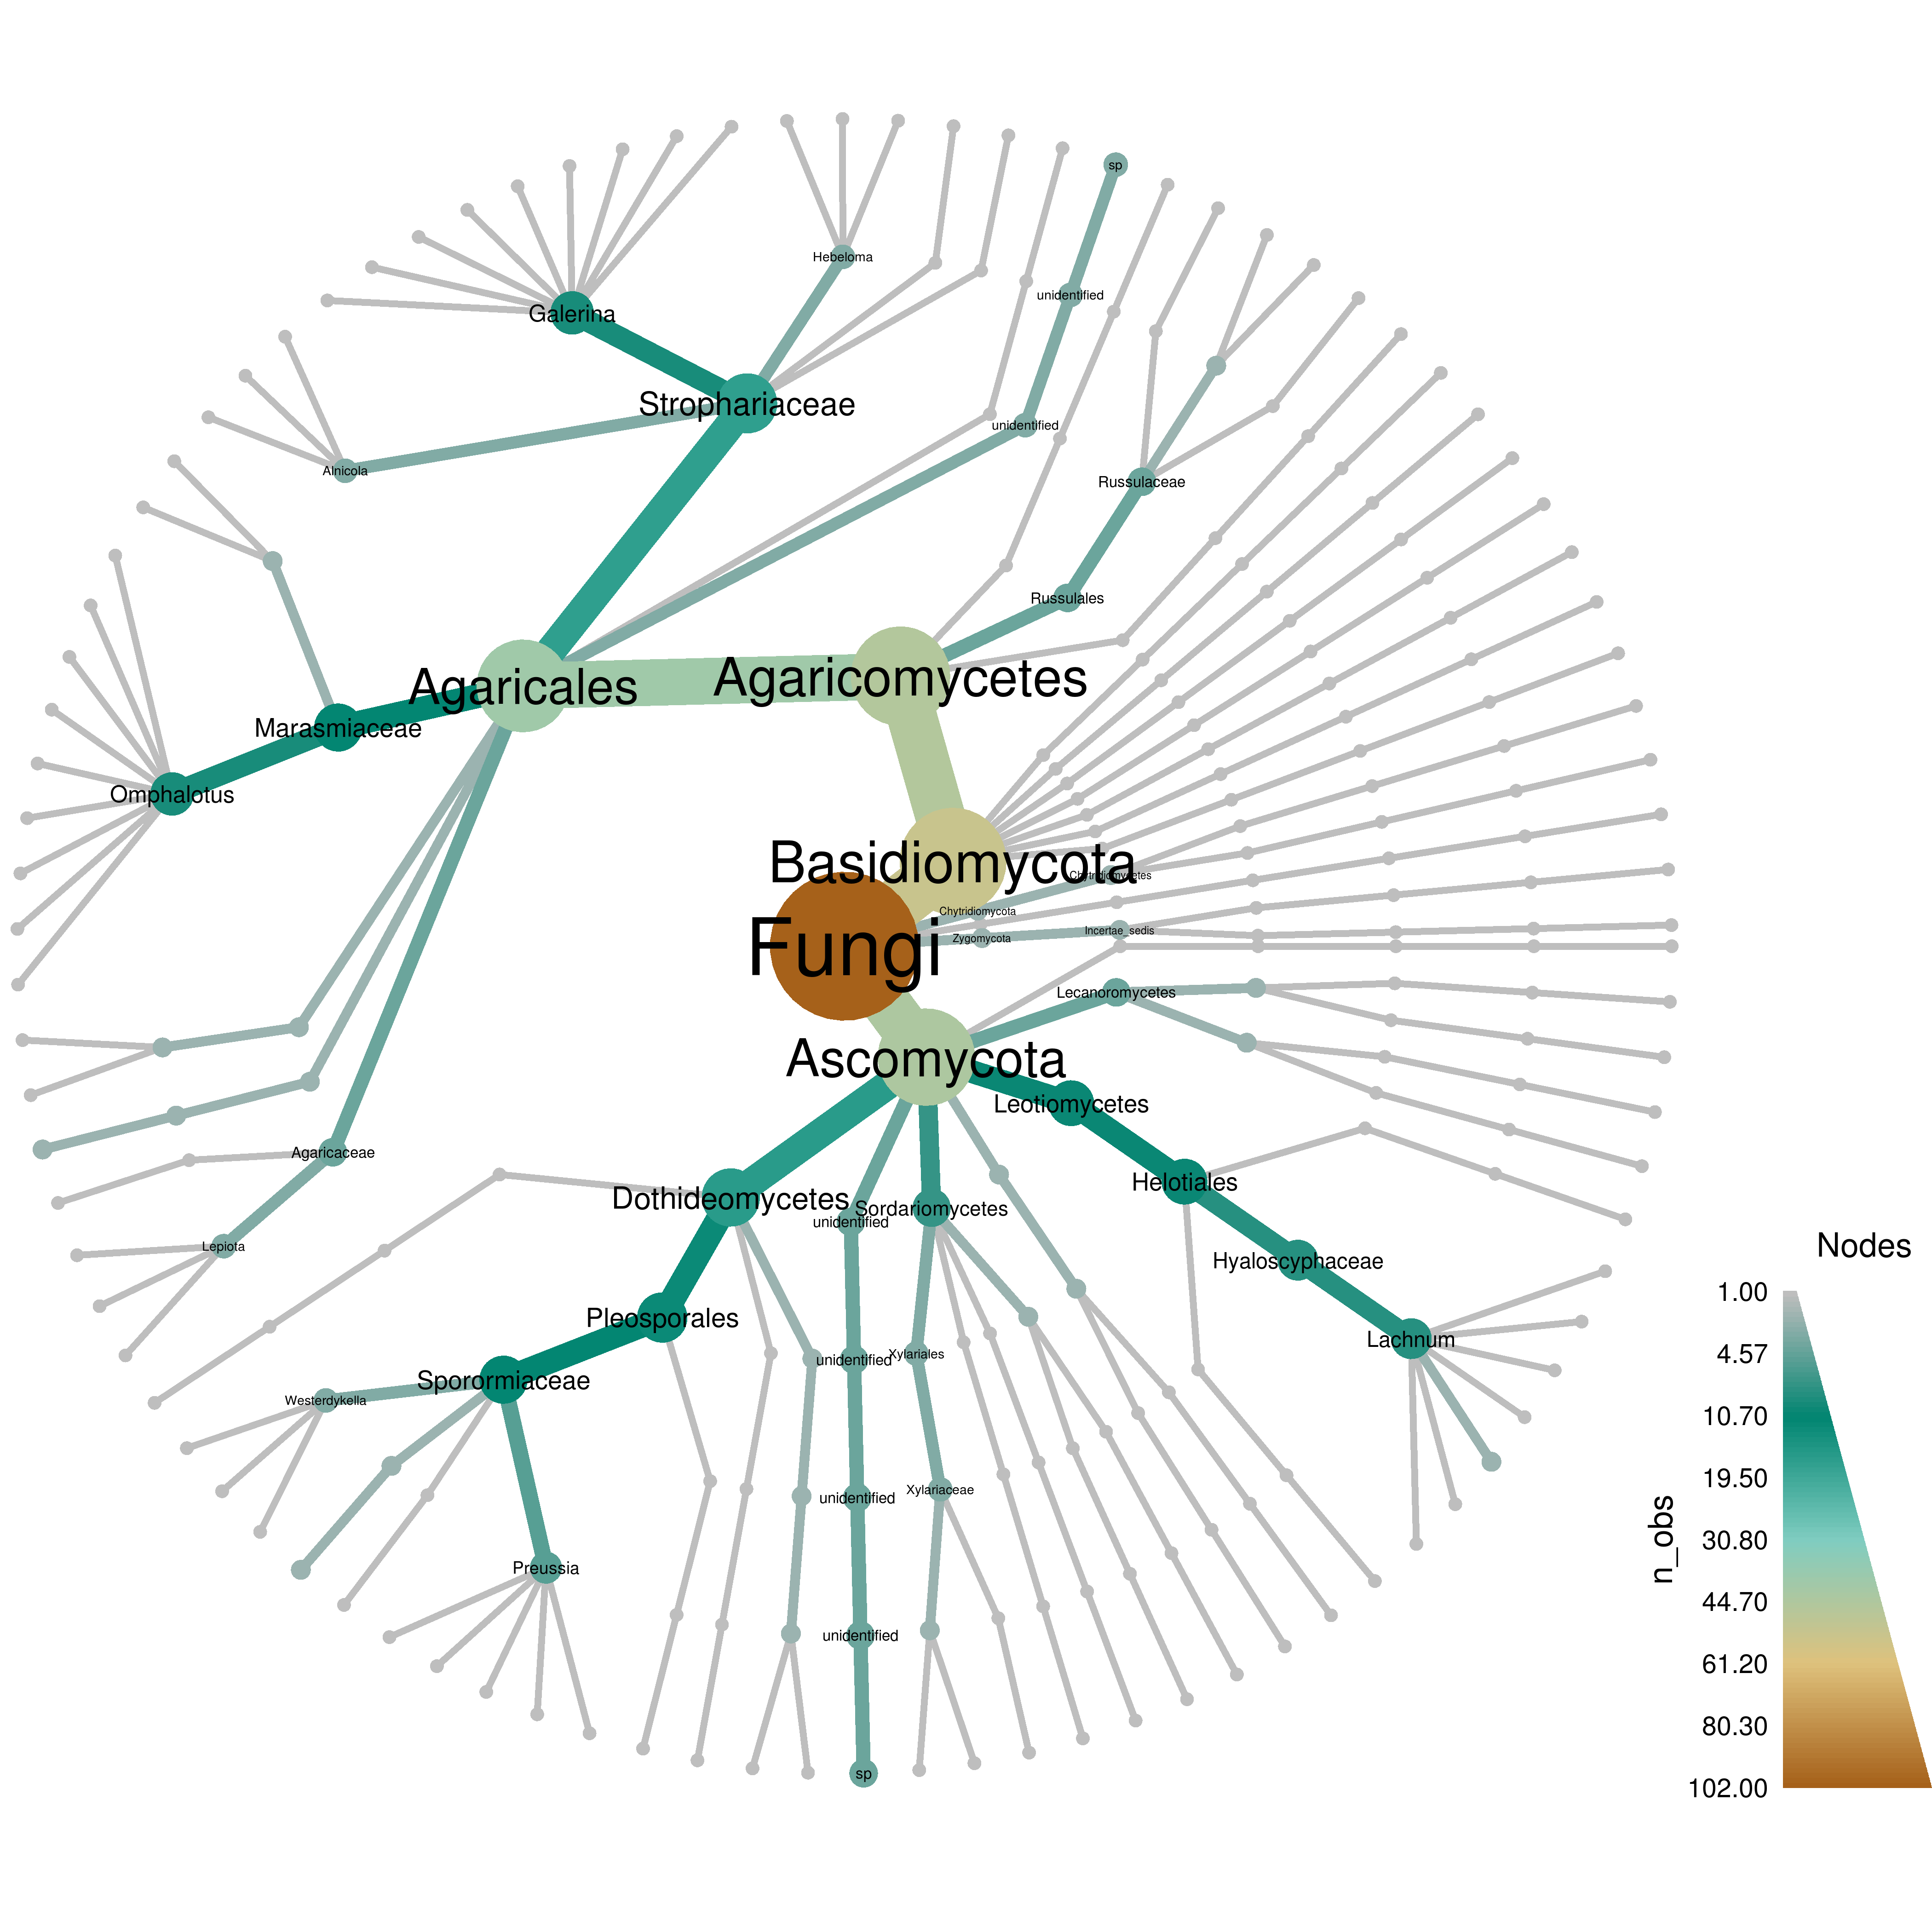 sp
Hebeloma
unidentified
Galerina
Strophariaceae
unidentified
Alnicola
Russulaceae
Russulales
Agaricales
Agaricomycetes
Marasmiaceae
Omphalotus
Basidiomycota
Chytridiomycetes
Chytridiomycota
Incertae_sedis
Zygomycota
Fungi
Lecanoromycetes
Ascomycota
Leotiomycetes
Agaricaceae
Helotiales
Dothideomycetes
Sordariomycetes
unidentified
Lepiota
Nodes
Hyaloscyphaceae
1.00
Pleosporales
Lachnum
4.57
unidentified
Xylariales
Sporormiaceae
Westerdykella
10.70
19.50
Xylariaceae
unidentified
n_obs
30.80
Preussia
44.70
unidentified
61.20
80.30
sp
102.00